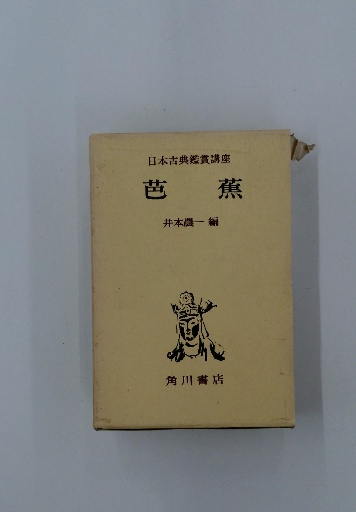 日本古典鑑賞講座
芭蕉
井本農一 編
角川書店